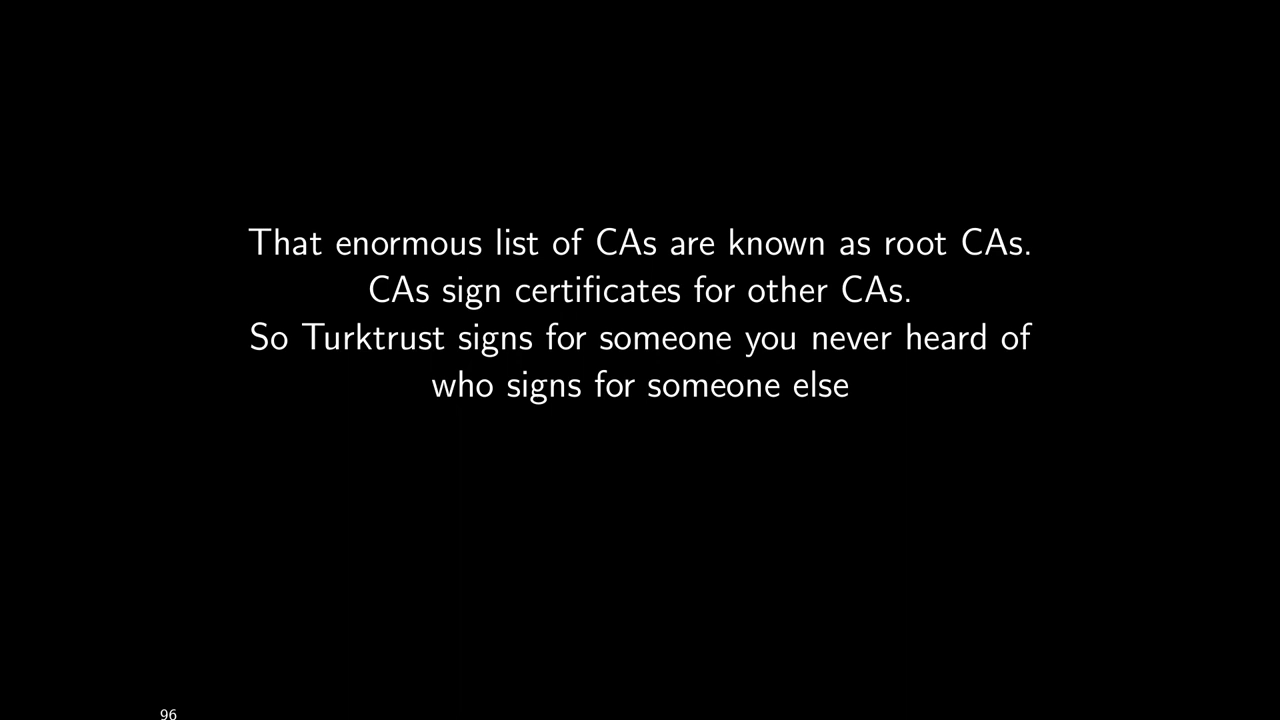 That enormous list of CAs are known as root CAs.
CAs sign certificates for other CAs.
So Turktrust signs for someone you never heard of
who signs for someone else
96